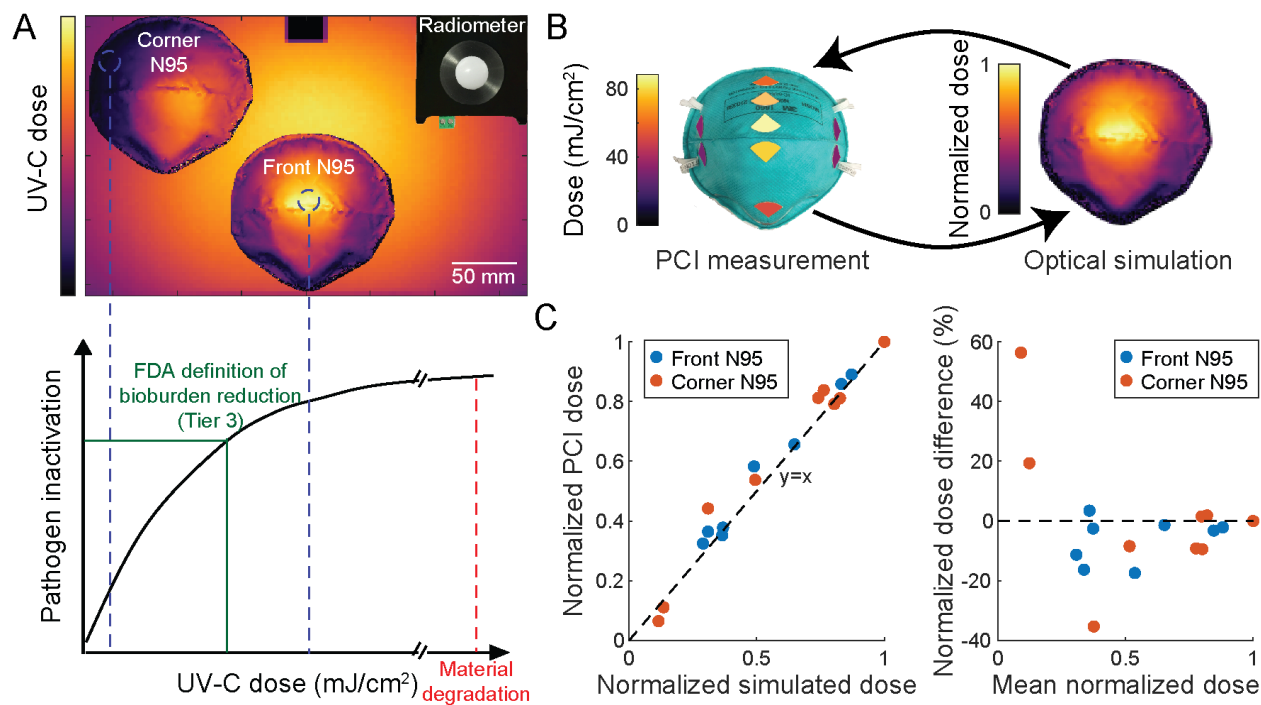 A
UV-C dose
Corner
N95
Radiometer
Front N95
50 mm
Pathogen inactivation
FDA definition of
bioburden reduction
(Tier 3)
UV-C dose (mJ/cm²)
Material
degradation
B
Dose (mJ/cm²)
80
40
0
PCI measurement
Normalized dose
1
0
Optical simulation
C
Normalized PCI dose
1
0.8
0.6
0.4
0.2
0
Front N95
Corner N95
y=x
0
0.5
1
Normalized simulated dose
Normalized dose difference (%)
60
40
20
0
-20
-40
Front N95
Corner N95
0
0.5
1
Mean normalized dose